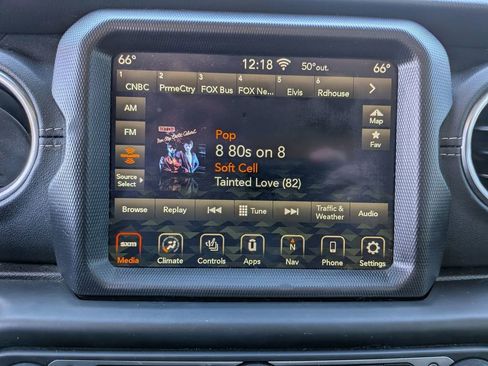 66°
12:18
50°out.
66°
1 2 3 4 5 6
CNBC PrmeCtry FOX Bus FOX Ne... Elvis Rdhouse
AM
FM
Source Select
Map
Fav
Pop
8 80s on 8
Soft Cell
Tainted Love (82)
Browse Replay Tune Traffic & Weather Audio
sxm
Media Climate Controls Apps Nav Phone Settings
N